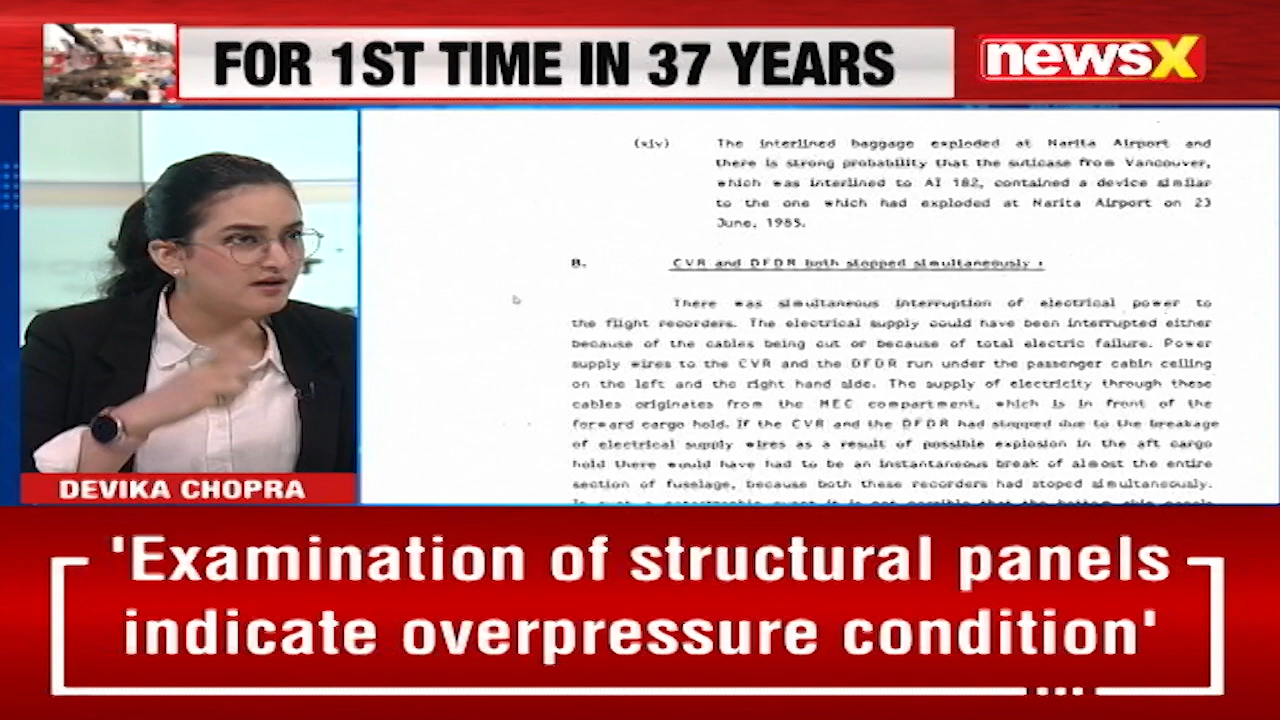 FOR 1ST TIME IN 37 YEARS
newsX
(xiv) The interlined baggage exploded at Narita Airport and
there is strong probability that the suticase from Vancouver,
which was interlined to AI 182, contained a device similar
to the one which had exploded at Narita Airport on 23
June, 1985.
B. CVR and DFDR both stopped simultaneously :
There was simultaneous interruption of electrical power to
the flight recorders. The electrical supply could have been interrupted either
because of the cables being cut or because of total electric failure. Power
supply wires to the CVR and the DFDR run under the passenger cabin ceiling
on the left and the right hand side. The supply of electricity through these
cables originates from the MEC compartment, which is in front of the
forward cargo hold. If the CVR and the DFDR had stopped due to the breakage
of electrical supply wires as a result of possible explosion in the aft cargo
hold there would have had to be an instantaneous break of almost the entire
section of fuselage, because both these recorders had stoped simultaneously.
DEVIKA CHOPRA
'Examination of structural panels
indicate overpressure condition'